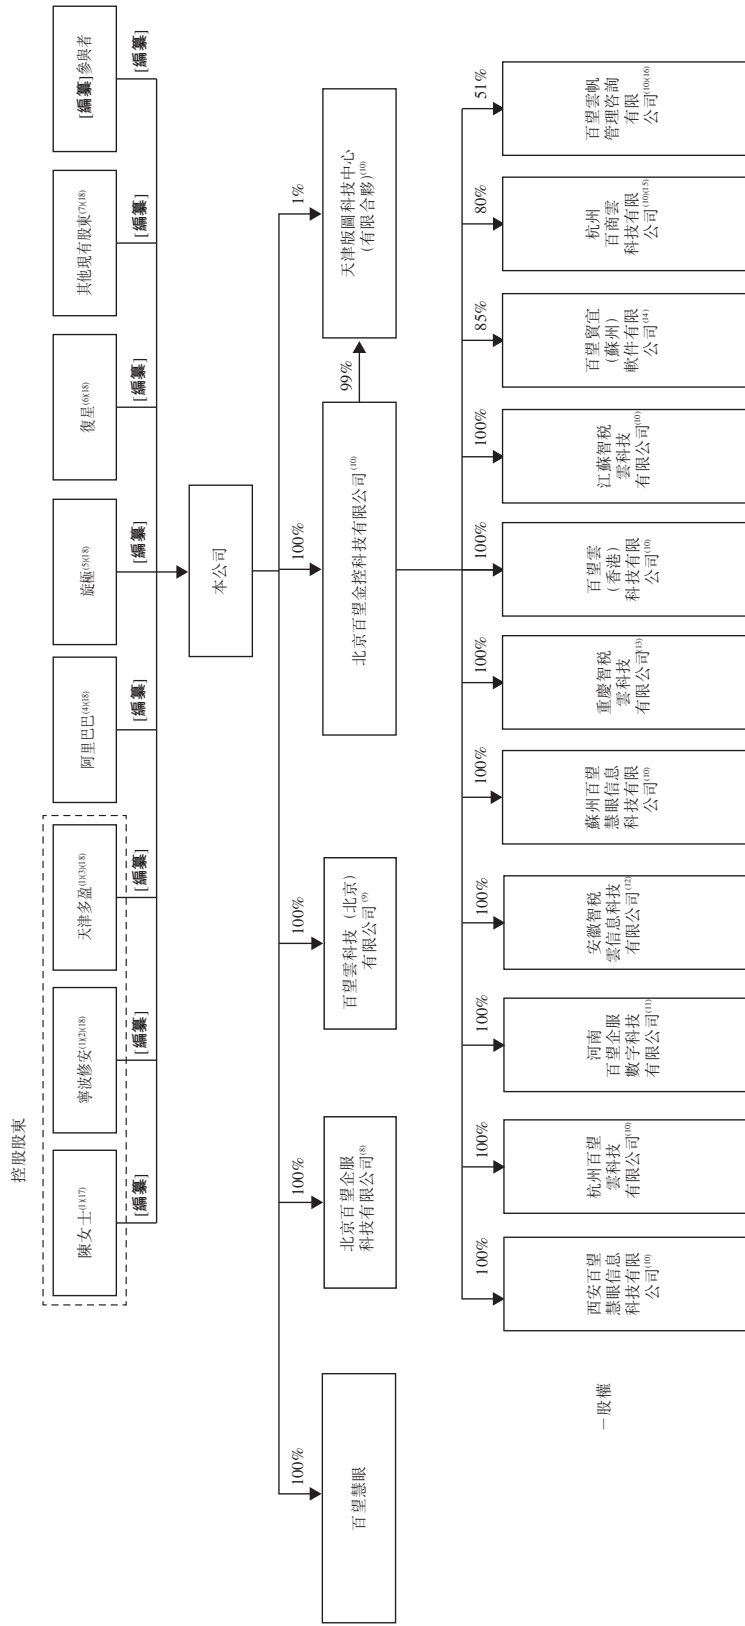 控股股東
陳女士(1)(17)
寧波修安(1)(2)(18)
天津多盈(1)(3)(18)
阿里巴巴(4)(18)
旋極(5)(18)
復星(6)(18)
其他現有股東(7)(18)
[編纂]參與者
[編纂]
[編纂]
[編纂]
[編纂]
[編纂]
[編纂]
[編纂]
[編纂]
本公司
100%
100%
100%
100%
1%
百望慧眼
北京百望企服
科技有限公司(8)
百望雲科技（北京）
有限公司(9)
北京百望金控科技有限公司(10)
99%
天津版圖科技中心
（有限合夥）(10)
100%
100%
100%
100%
100%
100%
100%
100%
85%
80%
51%
西安百望
慧眼信息
科技有限
公司(10)
杭州百望
雲科技
有限公司(10)
河南
百望企服
數字科技
有限公司(11)
安徽智稅
雲信息科技
有限公司(12)
蘇州百望
慧眼信息
科技有限
公司(10)
重慶智稅
雲科技
有限公司(13)
百望雲
（香港）
科技有限
公司(10)
江蘇智稅
雲科技
有限公司(10)
百望貿宜
（蘇州）
軟件有限
公司(14)
杭州
百商雲
科技有限
公司(10)(15)
百望雲帆
管理咨詢
有限
公司(10)(16)
－股權